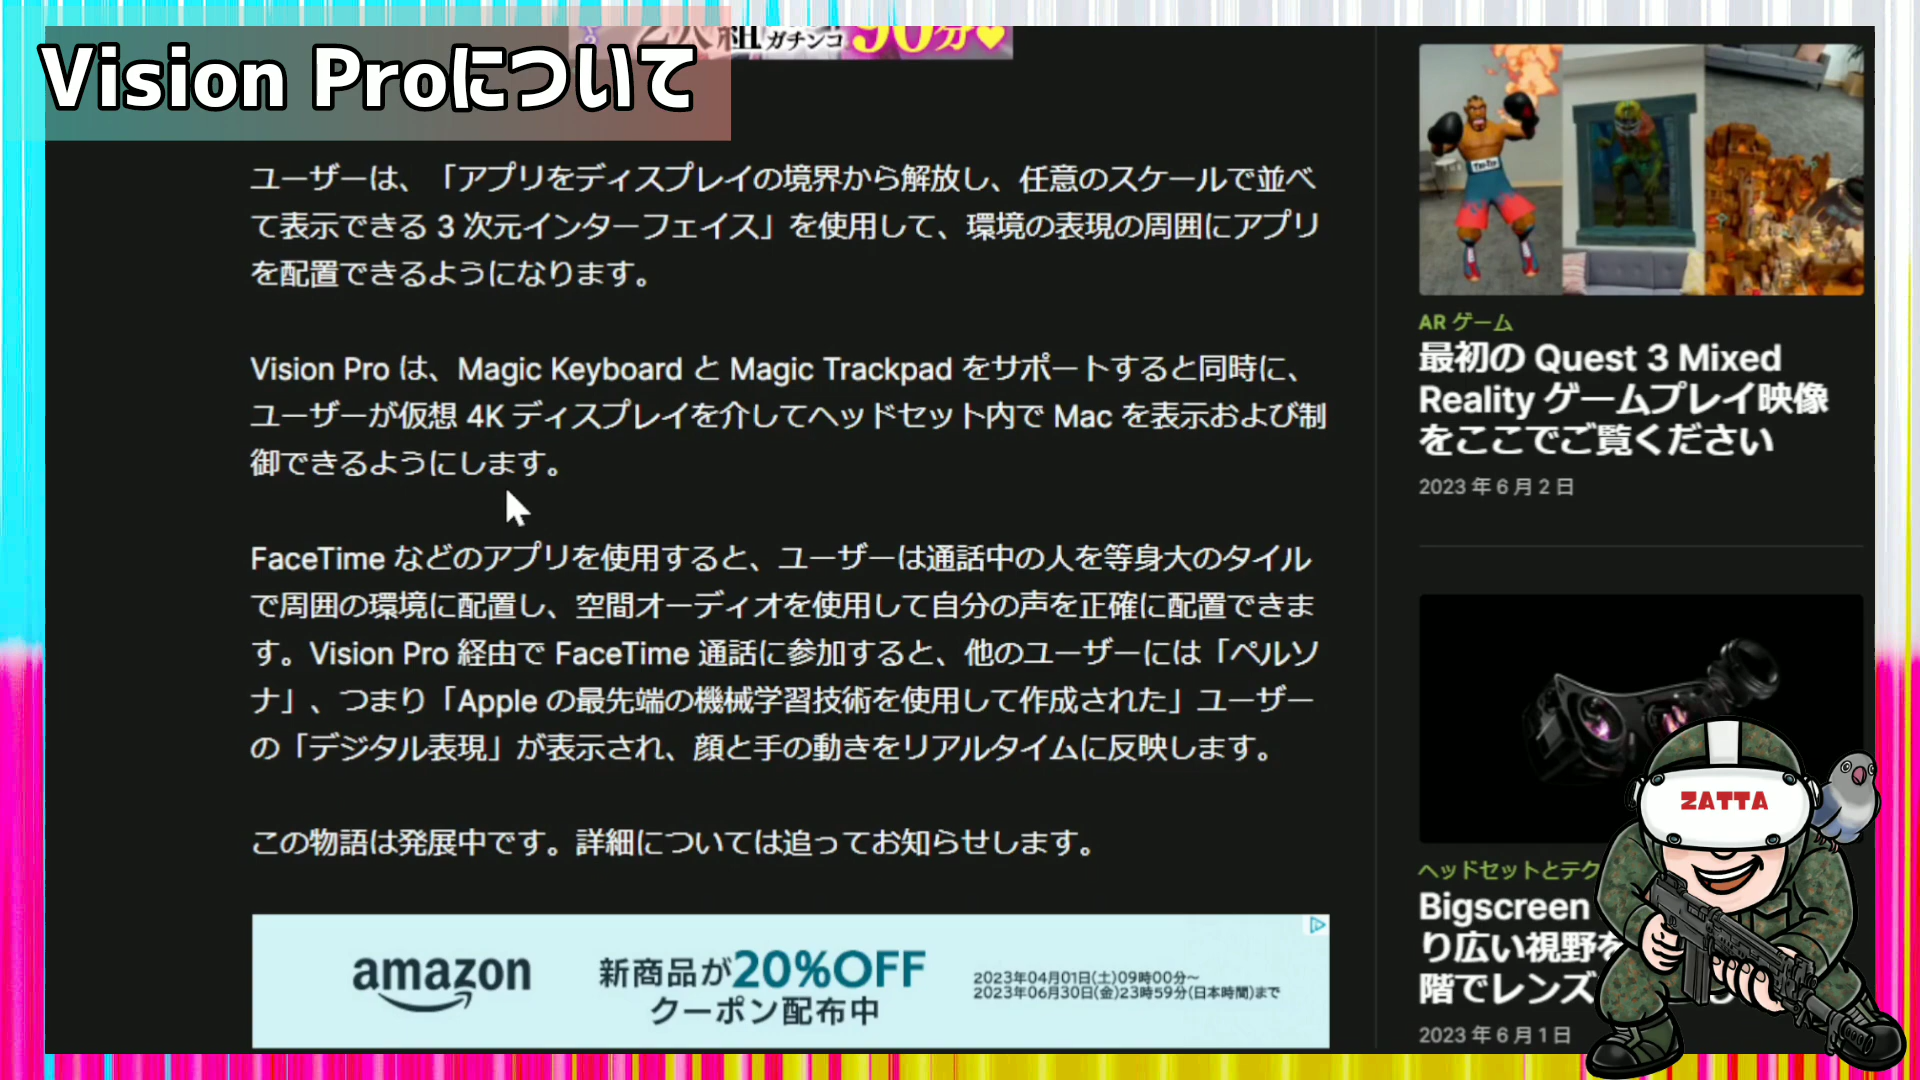 Vision Proについて
組ガチンコ90分
ユーザーは、「アプリをディスプレイの境界から解放し、任意のスケールで並べ
て表示できる 3 次元インターフェイス」を使用して、環境の表現の周囲にアプリ
を配置できるようになります。
Vision Pro は、Magic Keyboard と Magic Trackpad をサポートすると同時に、
ユーザーが仮想 4K ディスプレイを介してヘッドセット内で Mac を表示および制
御できるようにします。
FaceTime などのアプリを使用すると、ユーザーは通話中の人を等身大のタイル
で周囲の環境に配置し、空間オーディオを使用して自分の声を正確に配置できま
す。Vision Pro 経由で FaceTime 通話に参加すると、他のユーザーには「ペルソ
ナ」、つまり「Apple の最先端の機械学習技術を使用して作成された」ユーザー
の「デジタル表現」が表示され、顔と手の動きをリアルタイムに反映します。
この物語は発展中です。詳細については追ってお知らせします。
amazon
新商品が20%OFF
クーポン配布中
2023年04月01日(土)09時00分~
2023年06月30日(金)23時59分(日本時間)まで
AR ゲーム
最初の Quest 3 Mixed
Reality ゲームプレイ映像
をここでご覧ください
2023 年 6 月 2 日
ヘッドセットとテク
Bigscreen
り広い視野を
階でレンズ
2023 年 6 月 1 日
ZATTA